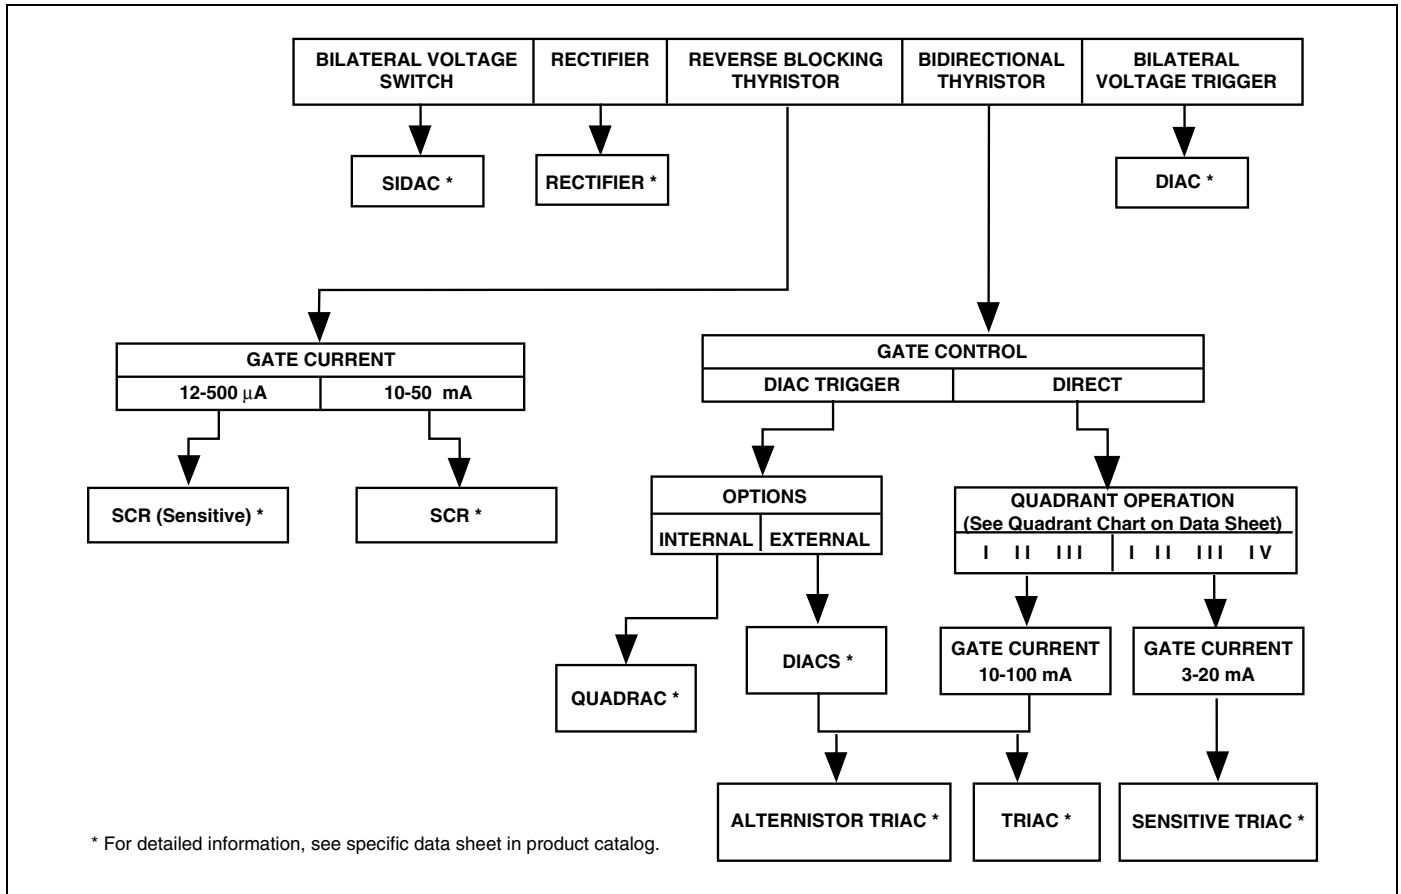 BILATERAL VOLTAGE
SWITCH
RECTIFIER
REVERSE BLOCKING
THYRISTOR
BIDIRECTIONAL
THYRISTOR
BILATERAL
VOLTAGE TRIGGER
SIDAC *
RECTIFIER *
DIAC *
GATE CURRENT
12-500 μA
10-50 mA
GATE CONTROL
DIAC TRIGGER
DIRECT
SCR (Sensitive) *
SCR *
OPTIONS
INTERNAL
EXTERNAL
QUADRANT OPERATION
(See Quadrant Chart on Data Sheet)
I II III
I II III IV
QUADRAC *
DIACS *
GATE CURRENT
10-100 mA
GATE CURRENT
3-20 mA
ALTERNISTOR TRIAC *
TRIAC *
SENSITIVE TRIAC *
* For detailed information, see specific data sheet in product catalog.